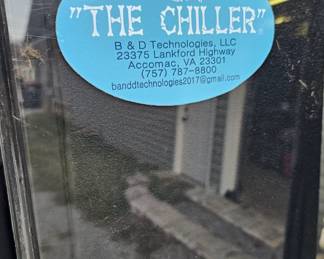 "THE CHILLER"
B & D Technologies, LLC
23375 Lankford Highway
Accomac, VA 23301
(757) 787-8800
banddtechnologies2017@gmail.com